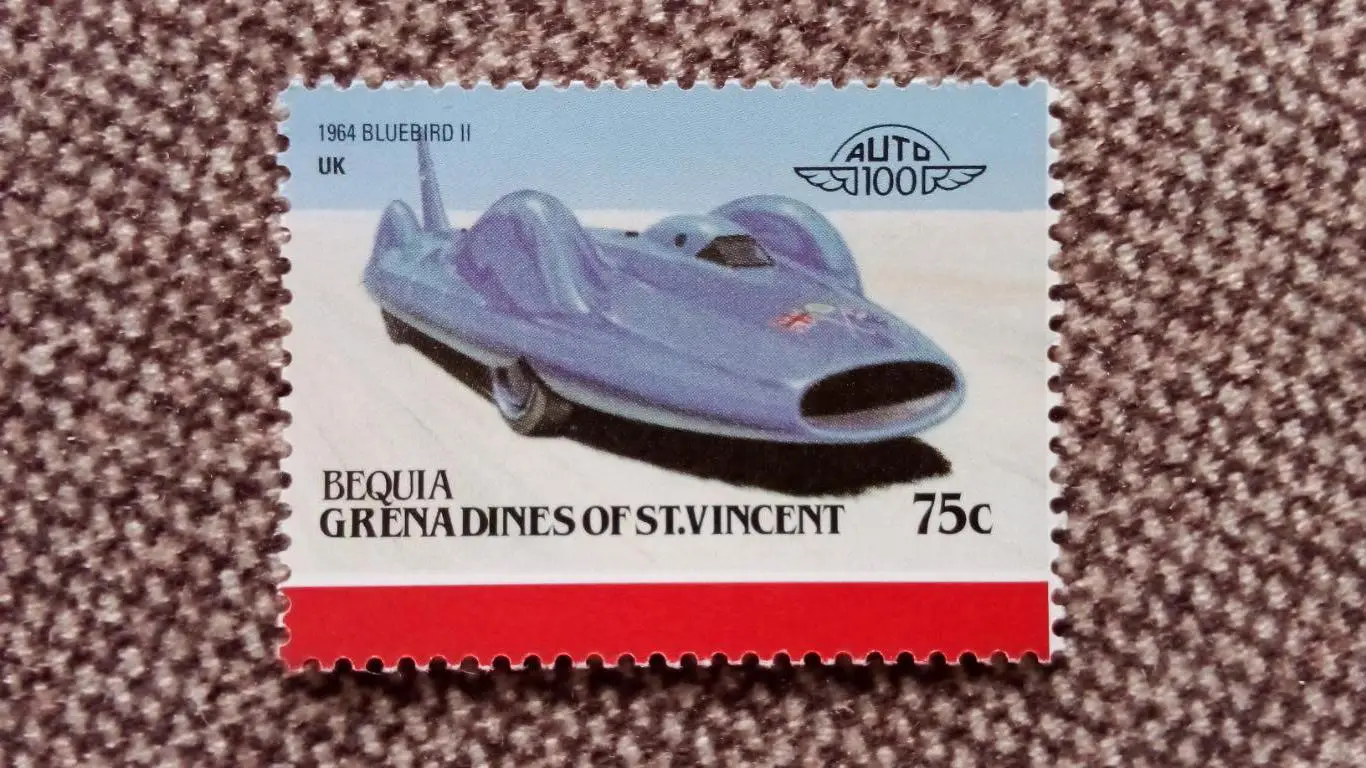 1964 BLUEBIRD II
UK
AUTO
100
BEQUIA
GRENADINES OF ST.VINCENT
75c